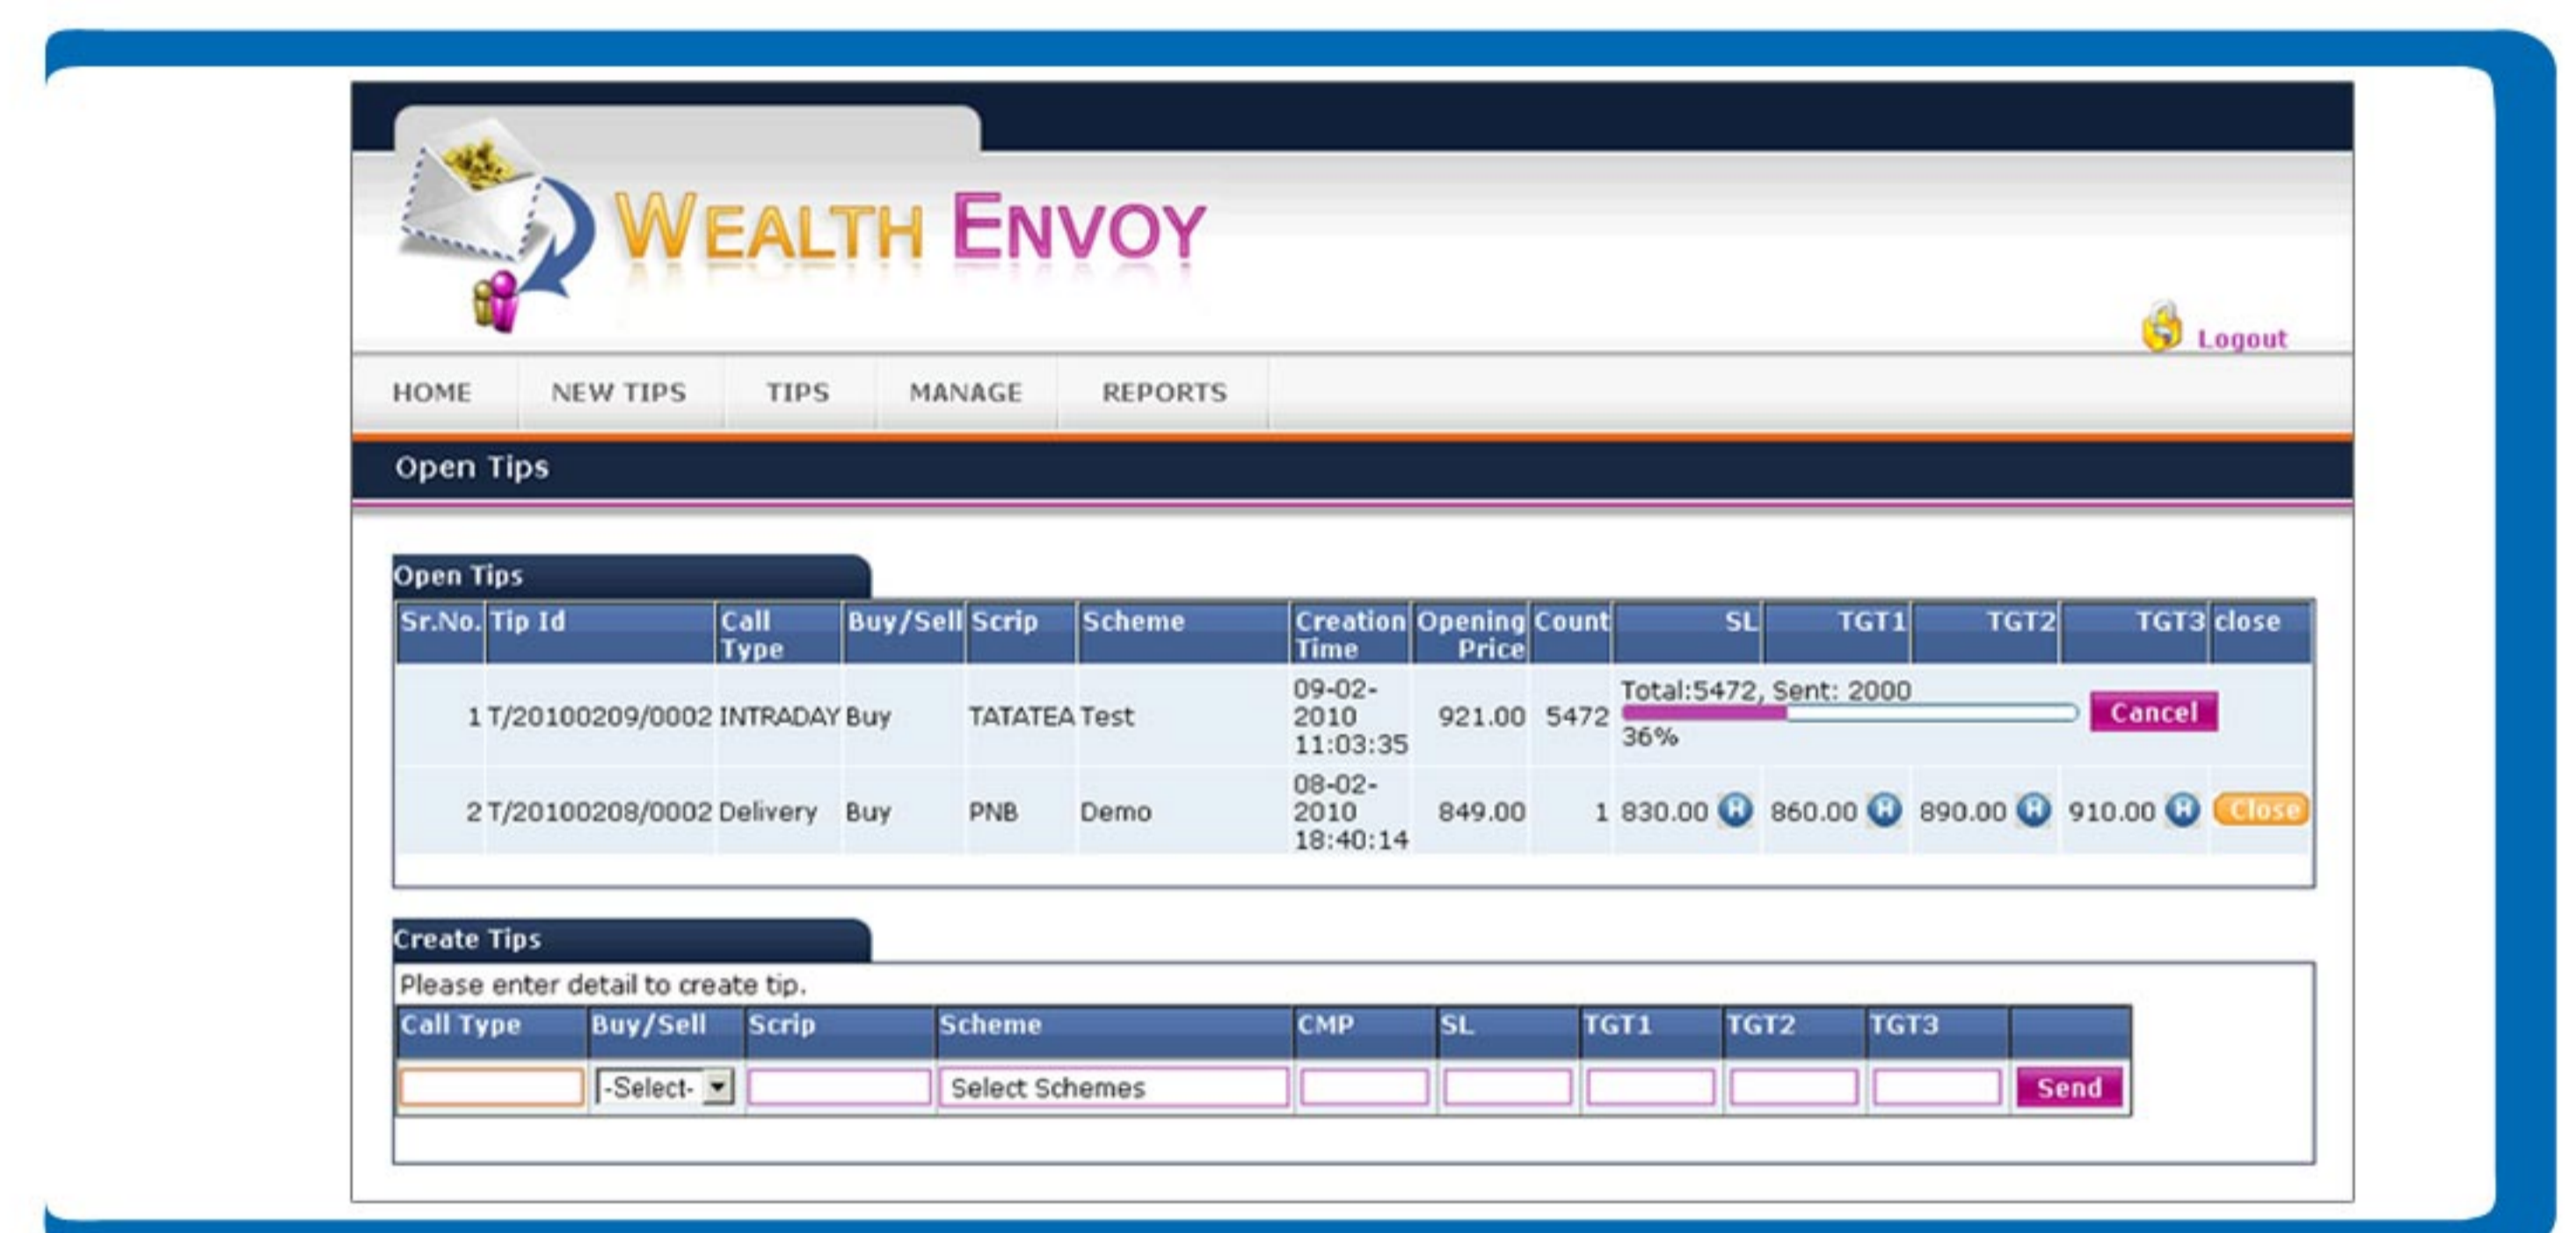 WEALTH ENVOY
Logout
HOME NEW TIPS TIPS MANAGE REPORTS
Open Tips
Open Tips
Sr.No. Tip Id Call Type Buy/Sell Scrip Scheme Creation Time Opening Price Count SL TGT1 TGT2 TGT3 close
1 T/20100209/0002 INTRADAY Buy TATATEA Test 09-02-2010 11:03:35 921.00 5472 Total:5472, Sent: 2000 36% Cancel
2 T/20100208/0002 Delivery Buy PNB Demo 08-02-2010 18:40:14 849.00 1 830.00 H 860.00 H 890.00 H 910.00 H Close
Create Tips
Please enter detail to create tip.
Call Type Buy/Sell Scrip Scheme CMP SL TGT1 TGT2 TGT3
-Select- Select Schemes Send